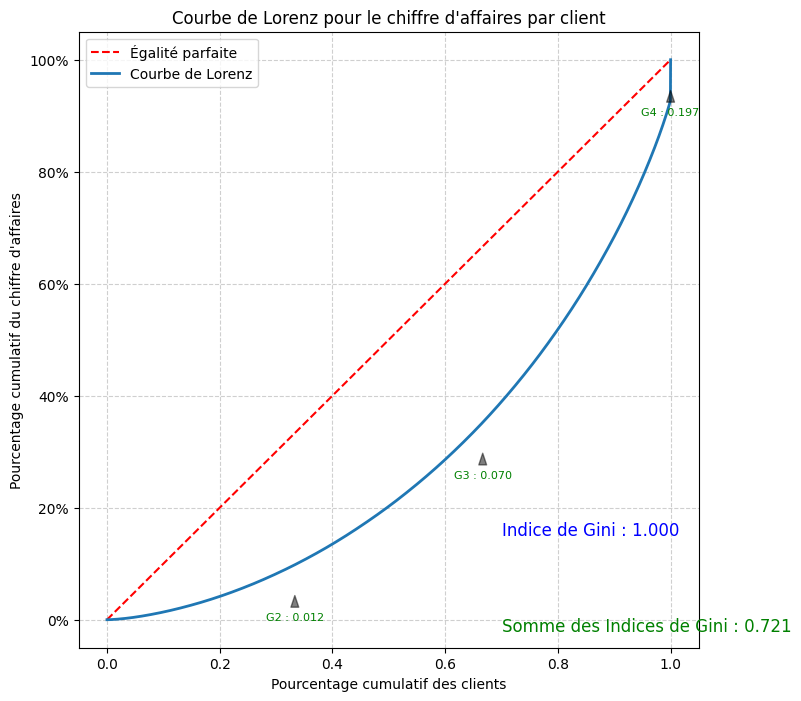 Courbe de Lorenz pour le chiffre d'affaires par client
Égalité parfaite
Courbe de Lorenz
Pourcentage cumulatif du chiffre d'affaires
100%
80%
60%
40%
20%
0%
G4 : 0.197
G3 : 0.070
Indice de Gini : 1.000
G2 : 0.012
Somme des Indices de Gini : 0.721
0.0
0.2
0.4
0.6
0.8
1.0
Pourcentage cumulatif des clients